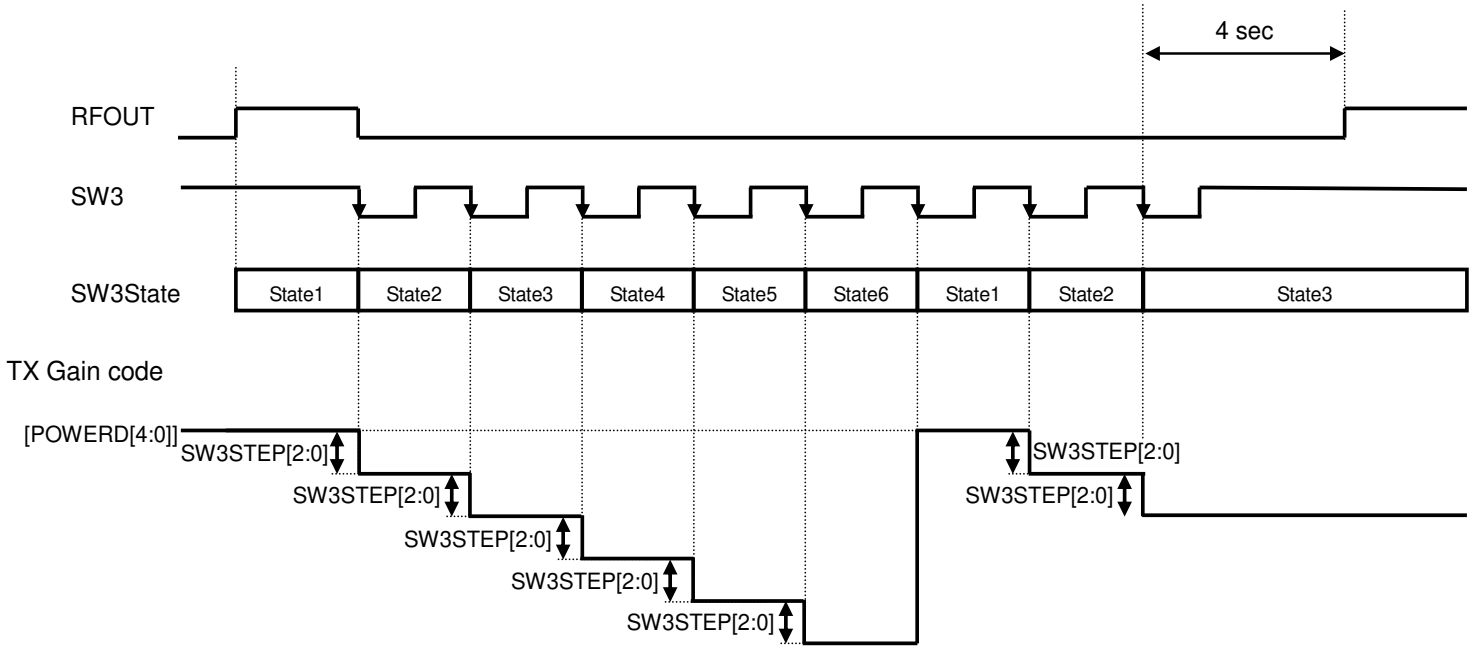 4 sec
RFOUT
SW3
SW3State
State1 State2 State3 State4 State5 State6 State1 State2 State3
TX Gain code
[POWERD[4:0]]
SW3STEP[2:0] SW3STEP[2:0]
SW3STEP[2:0] SW3STEP[2:0]
SW3STEP[2:0]
SW3STEP[2:0]
SW3STEP[2:0]